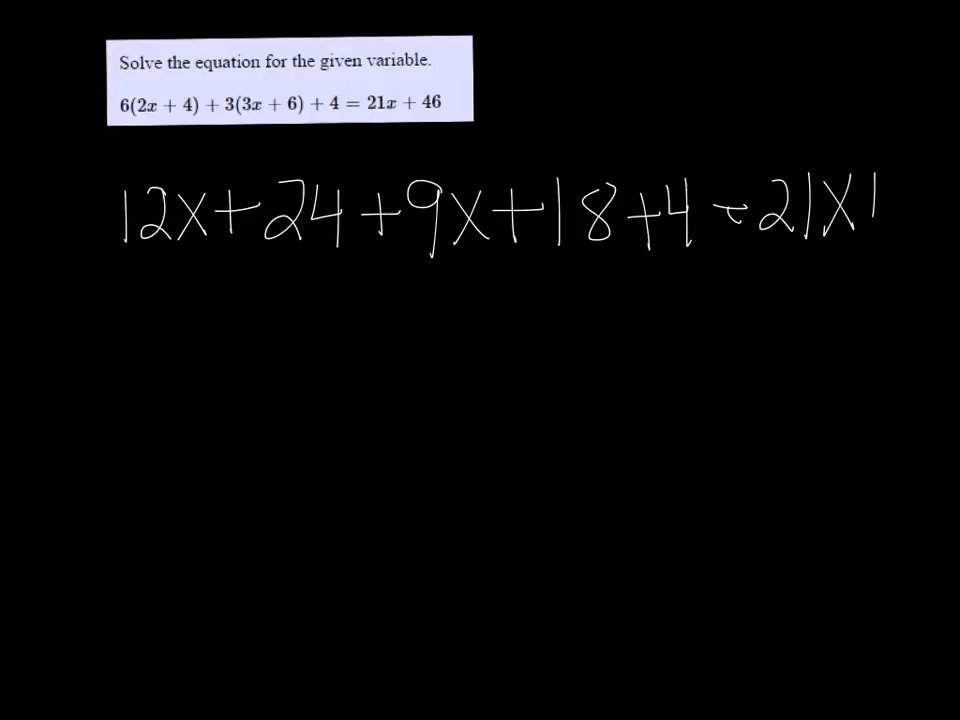 Solve the equation for the given variable.
6(2x + 4) + 3(3x + 6) + 4 = 21x + 46
12x+24+9x+18+4 = 21x